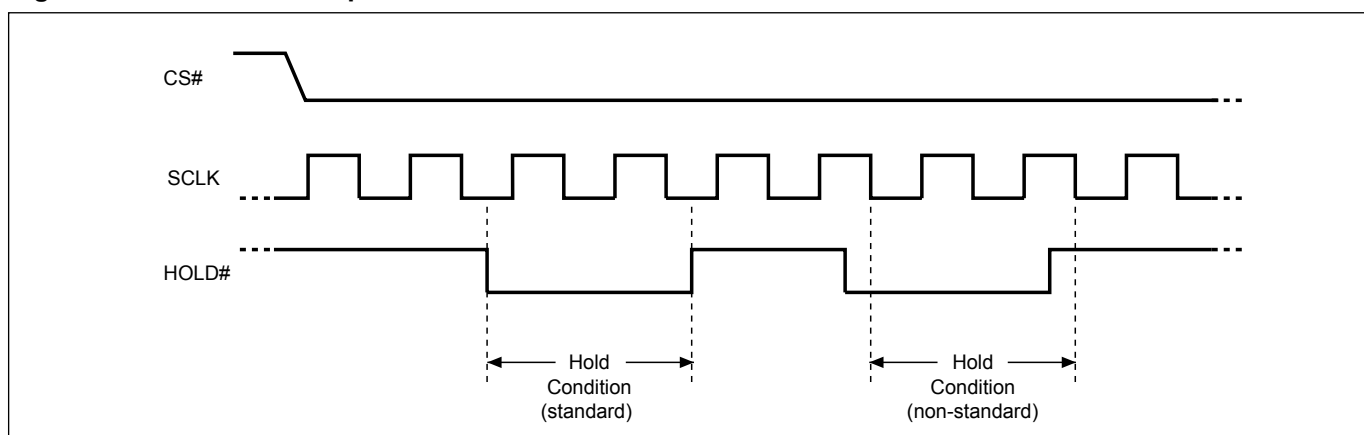 CS#
SCLK
HOLD#
Hold
Condition
(standard)
Hold
Condition
(non-standard)